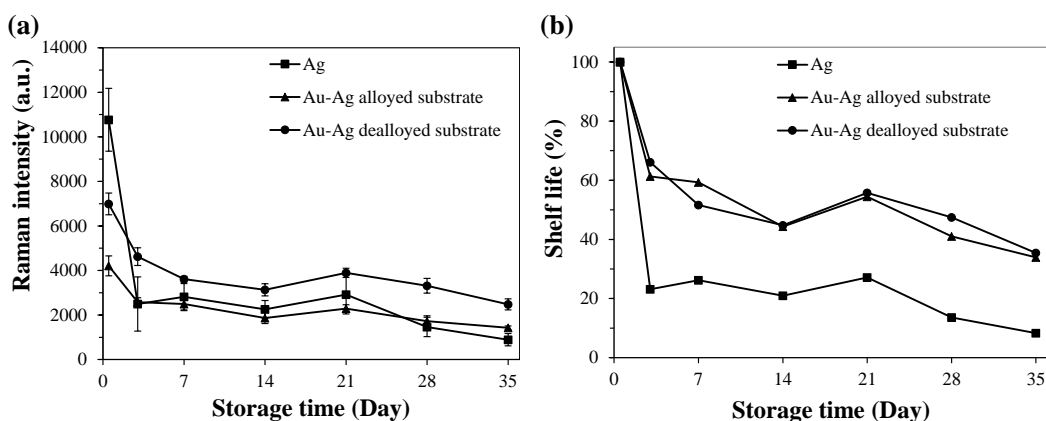 (a)
14000
12000
10000
8000
6000
4000
2000
0
Raman intensity (a.u.)
Ag
Au-Ag alloyed substrate
Au-Ag dealloyed substrate
0 7 14 21 28 35
Storage time (Day)
(b)
100
80
60
40
20
0
Shelf life (%)
Ag
Au-Ag alloyed substrate
Au-Ag dealloyed substrate
0 7 14 21 28 35
Storage time (Day)